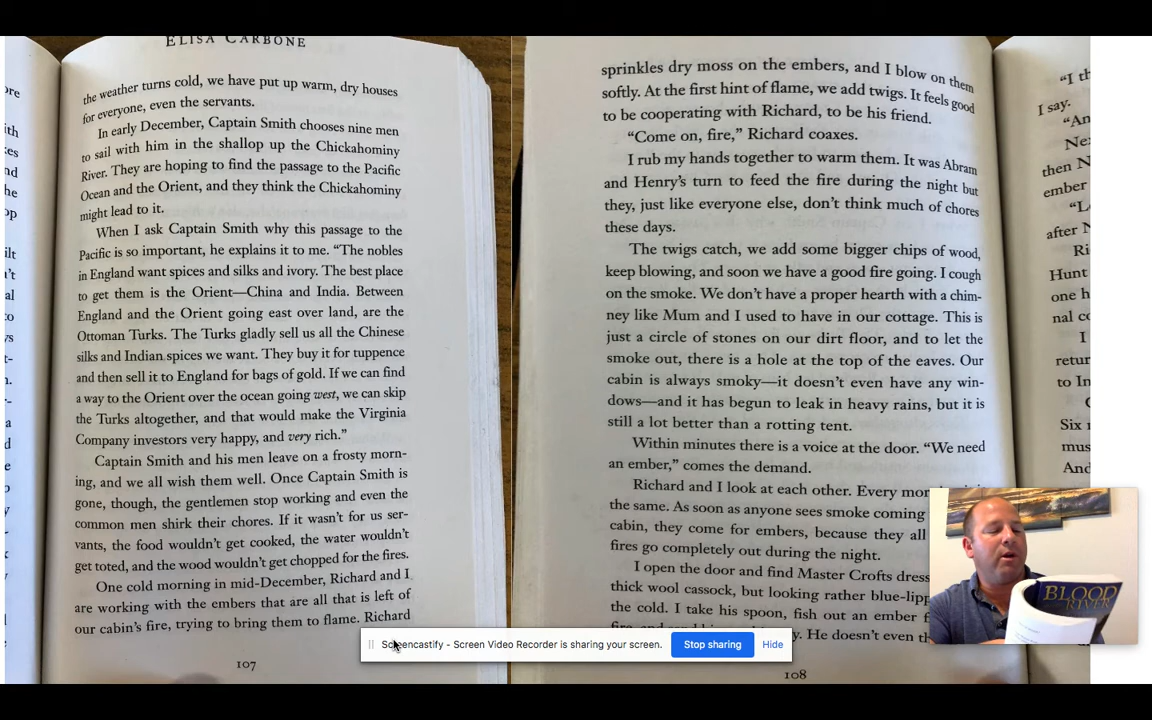 ELISA CARBONE
the weather turns cold, we have put up warm, dry houses
for everyone, even the servants.
In early December, Captain Smith chooses nine men
to sail with him in the shallop up the Chickahominy
River. They are hoping to find the passage to the Pacific
Ocean and the Orient, and they think the Chickahominy
might lead to it.
When I ask Captain Smith why this passage to the
Pacific is so important, he explains it to me. “The nobles
in England want spices and silks and ivory. The best place
to get them is the Orient—China and India. Between
England and the Orient going east over land, are the
Ottoman Turks. The Turks gladly sell us all the Chinese
silks and Indian spices we want. They buy it for tuppence
and then sell it to England for bags of gold. If we can find
a way to the Orient over the ocean going west, we can skip
the Turks altogether, and that would make the Virginia
Company investors very happy, and very rich.”
Captain Smith and his men leave on a frosty morn-
ing, and we all wish them well. Once Captain Smith is
gone, though, the gentlemen stop working and even the
common men shirk their chores. If it wasn't for us ser-
vants, the food wouldn't get cooked, the water wouldn't
get toted, and the wood wouldn't get chopped for the fires.
One cold morning in mid-December, Richard and I
are working with the embers that are all that is left of
our cabin's fire, trying to bring them to flame. Richard
107
sprinkles dry moss on the embers, and I blow on them
softly. At the first hint of flame, we add twigs. It feels good
to be cooperating with Richard, to be his friend.
“Come on, fire,” Richard coaxes.
I rub my hands together to warm them. It was Abram
and Henry's turn to feed the fire during the night but
they, just like everyone else, don't think much of chores
these days.
The twigs catch, we add some bigger chips of wood,
keep blowing, and soon we have a good fire going. I cough
on the smoke. We don't have a proper hearth with a chim-
ney like Mum and I used to have in our cottage. This is
just a circle of stones on our dirt floor, and to let the
smoke out, there is a hole at the top of the eaves. Our
cabin is always smoky—it doesn't even have any win-
dows—and it has begun to leak in heavy rains, but it is
still a lot better than a rotting tent.
Within minutes there is a voice at the door. “We need
an ember,” comes the demand.
Richard and I look at each other. Every
the same. As soon as anyone sees smoke coming
cabin, they come for embers, because they all
fires go completely out during the night.
I open the door and find Master Crofts
thick wool cassock, but looking rather
the cold. I take his spoon, fish out an ember
He doesn't even
108
I say.
then
ember
after
Hunt
one h
retur
to In
Six
mus
And
BLOOD
RIVER
Screencastify - Screen Video Recorder is sharing your screen.
Stop sharing
Hide